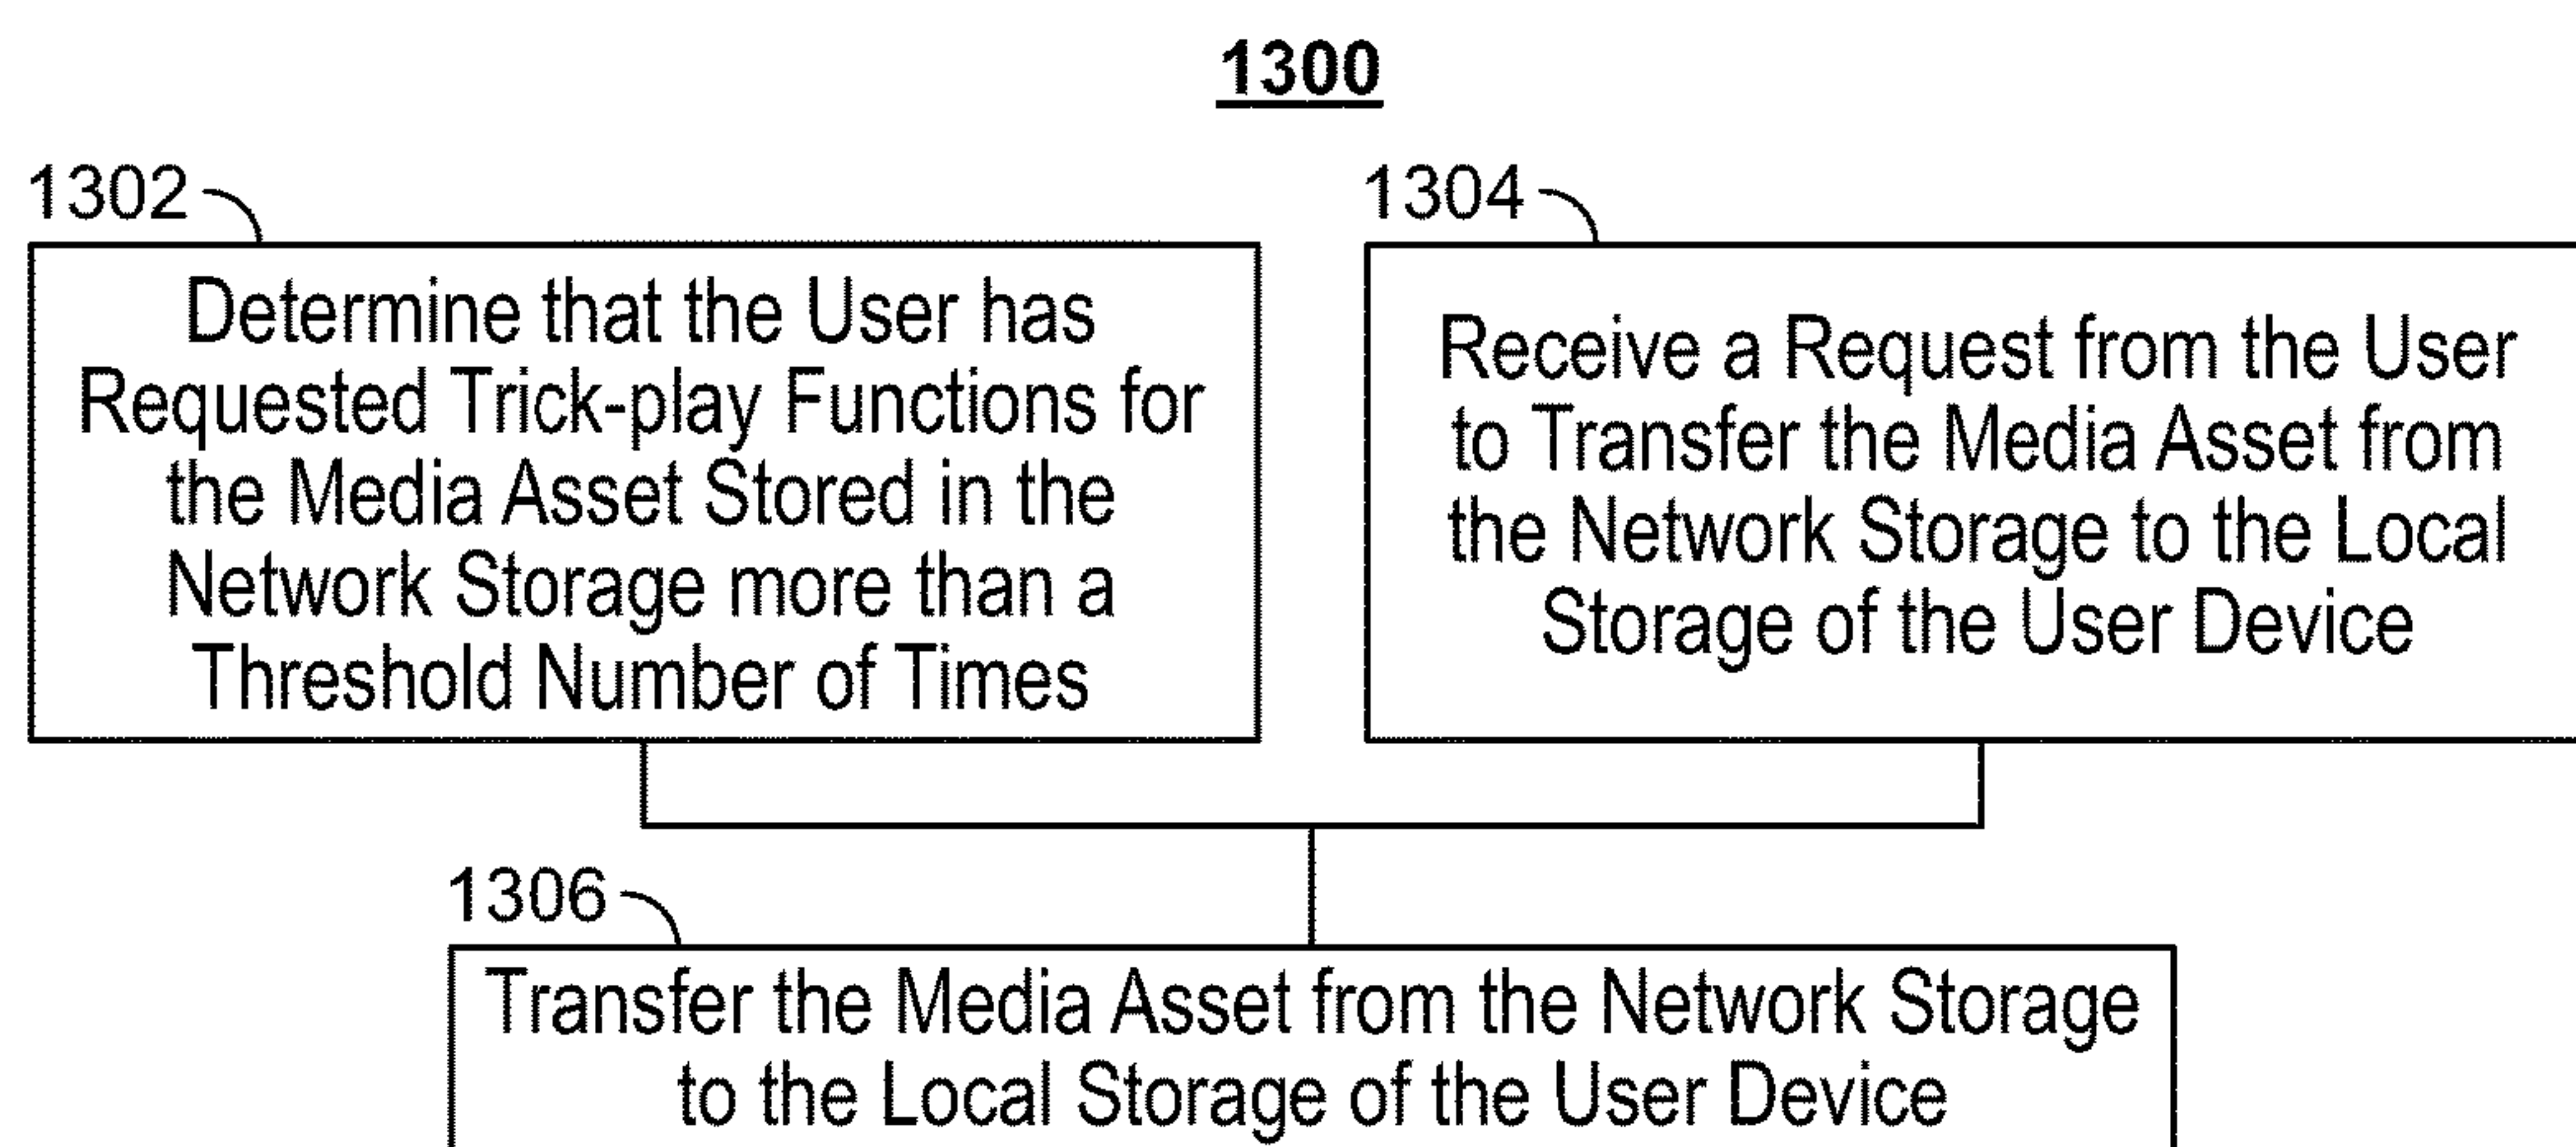 1300
1302
Determine that the User has
Requested Trick-play Functions for
the Media Asset Stored in the
Network Storage more than a
Threshold Number of Times
1304
Receive a Request from the User
to Transfer the Media Asset from
the Network Storage to the Local
Storage of the User Device
1306
Transfer the Media Asset from the Network Storage
to the Local Storage of the User Device